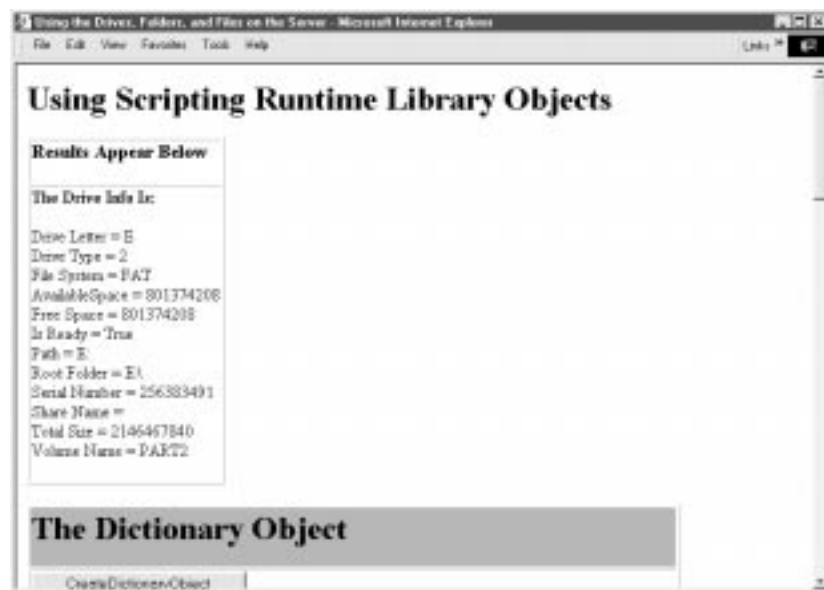 Using the Drives, Folders, and Files on the Server - Microsoft Internet Explorer
File Edit View Favorites Tools Help
Links »
Using Scripting Runtime Library Objects
Results Appear Below
The Drive Info Is:
Drive Letter = E
Drive Type = 2
File System = FAT
AvailableSpace = 801374208
Free Space = 801374208
Is Ready = True
Path = E:
Root Folder = E:\
Serial Number = 256383491
Share Name =
Total Size = 2146467840
Volume Name = PART2
The Dictionary Object
CreateDictionaryObject